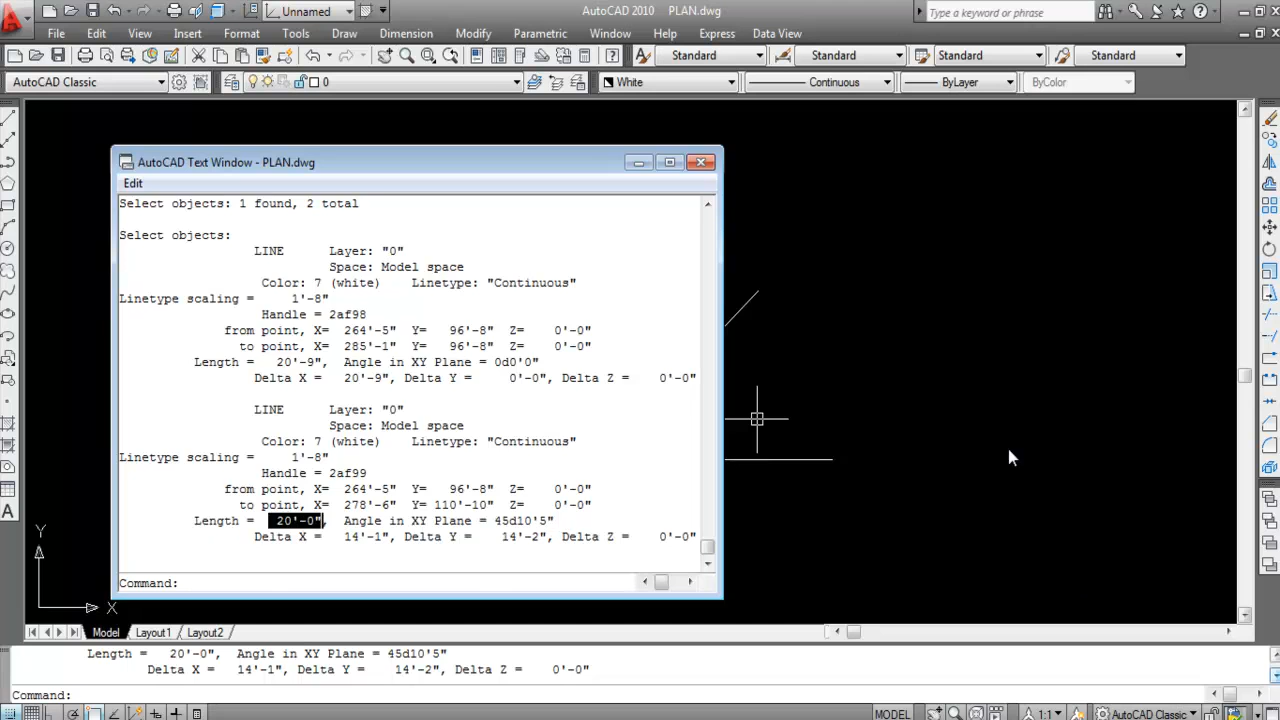 Unnamed AutoCAD 2010 PLAN.dwg Type a keyword or phrase
File Edit View Insert Format Tools Draw Dimension Modify Parametric Window Help Express Data View
Standard Standard Standard Standard
AutoCAD Classic 0 White Continuous ByLayer ByColor
AutoCAD Text Window - PLAN.dwg
Edit
Select objects: 1 found, 2 total
Select objects:
LINE Layer: "0"
Space: Model space
Color: 7 (white) Linetype: "Continuous"
Linetype scaling = 1'-8"
Handle = 2af98
from point, X= 264'-5" Y= 96'-8" Z= 0'-0"
to point, X= 285'-1" Y= 96'-8" Z= 0'-0"
Length = 20'-9", Angle in XY Plane = 0d0'0"
Delta X = 20'-9", Delta Y = 0'-0", Delta Z = 0'-0"
LINE Layer: "0"
Space: Model space
Color: 7 (white) Linetype: "Continuous"
Linetype scaling = 1'-8"
Handle = 2af99
from point, X= 264'-5" Y= 96'-8" Z= 0'-0"
to point, X= 278'-6" Y= 110'-10" Z= 0'-0"
Length = 20'-0", Angle in XY Plane = 45d10'5"
Delta X = 14'-1", Delta Y = 14'-2", Delta Z = 0'-0"
Command:
Y
X
Model Layout1 Layout2
Length = 20'-0", Angle in XY Plane = 45d10'5"
Delta X = 14'-1", Delta Y = 14'-2", Delta Z = 0'-0"
Command:
MODEL 1:1 AutoCAD Classic